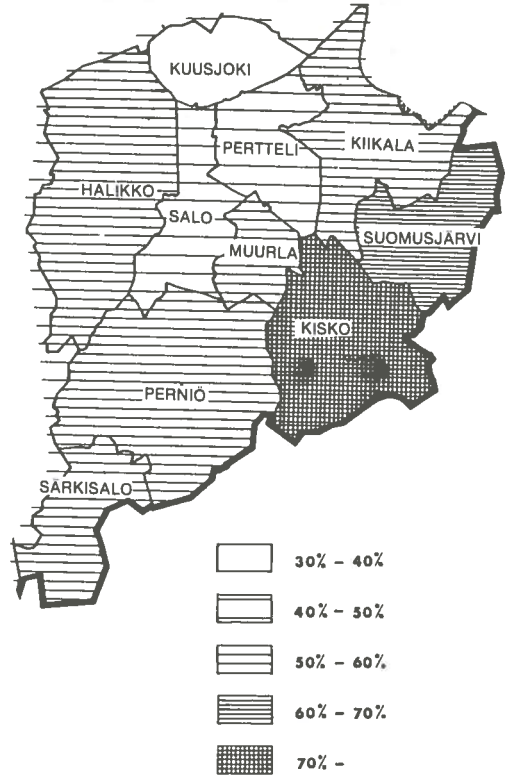 KUUSJOKI
PERTTELI
KIIKALA
HALIKKO
SALO
MUURLA
SUOMUSJÄRVI
KISKO
PERNIÖ
SÄRKISALO
30% – 40%
40% – 50%
50% – 60%
60% – 70%
70% –